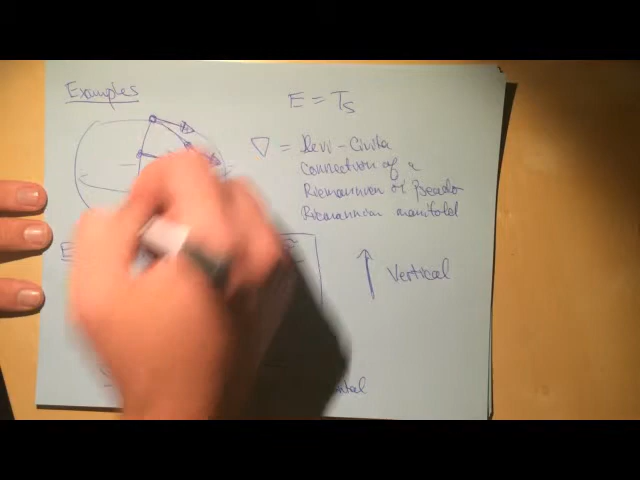 Examples
E = Ts
∇ = Levi-Civita
Connection of a
Riemannian or Pseudo
Riemannian manifold
E
Vertical